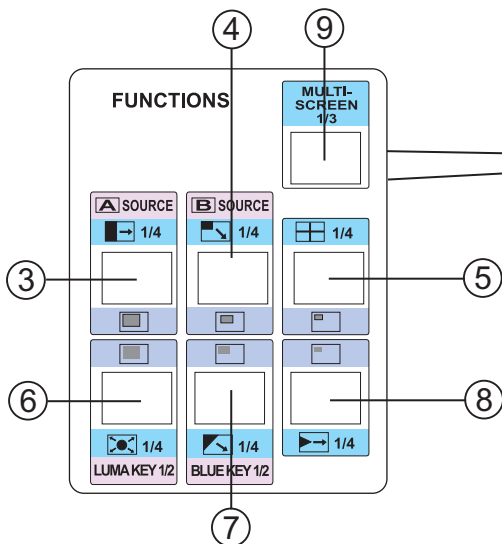 ④ ⑨
FUNCTIONS
MULTI-
SCREEN
1/3
A SOURCE B SOURCE
1/4 1/4 1/4
③ ⑤
⑥ ⑧
1/4 1/4 1/4
LUMA KEY 1/2 BLUE KEY 1/2
⑦